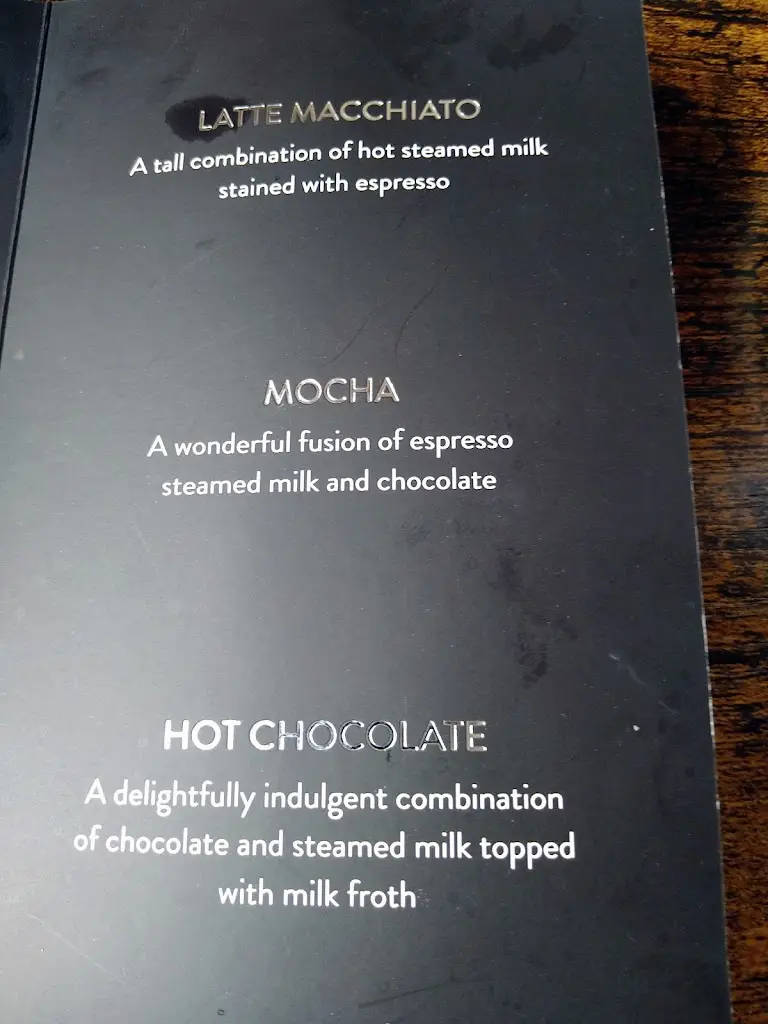 LATTE MACCHIATO
A tall combination of hot steamed milk
stained with espresso
MOCHA
A wonderful fusion of espresso
steamed milk and chocolate
HOT CHOCOLATE
A delightfully indulgent combination
of chocolate and steamed milk topped
with milk froth